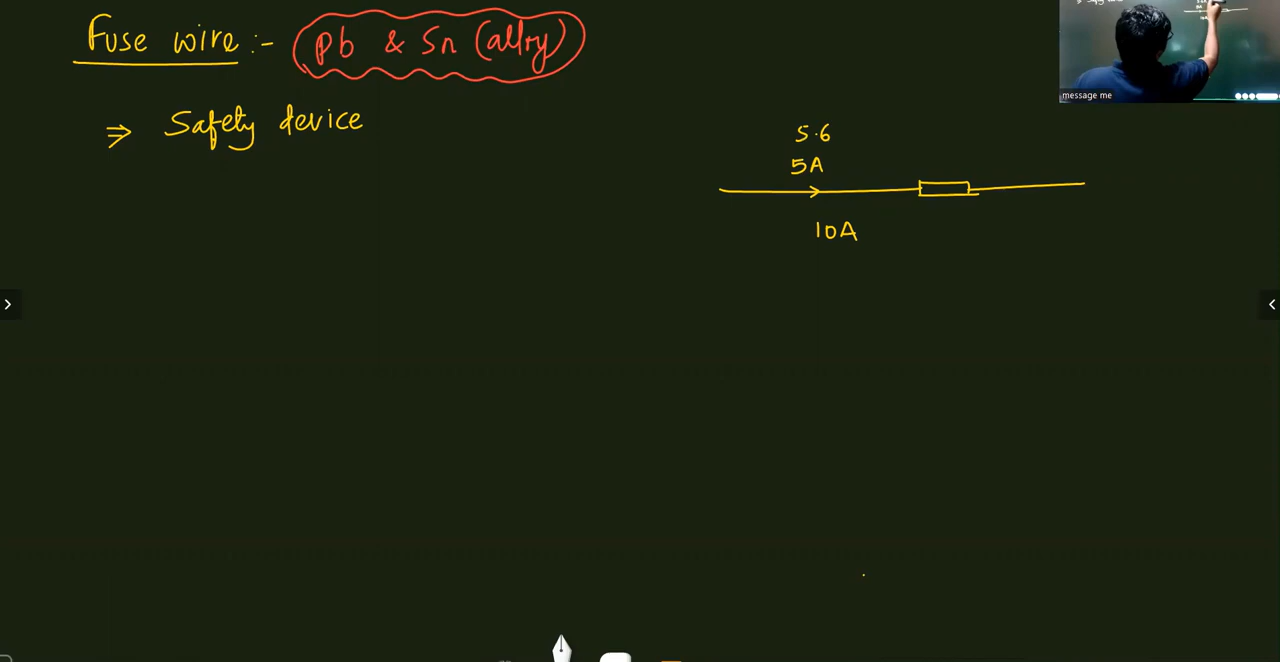 Fuse wire :- Pb & Sn (alloy)
⇒ Safety device
5.6
5A
10A
message me